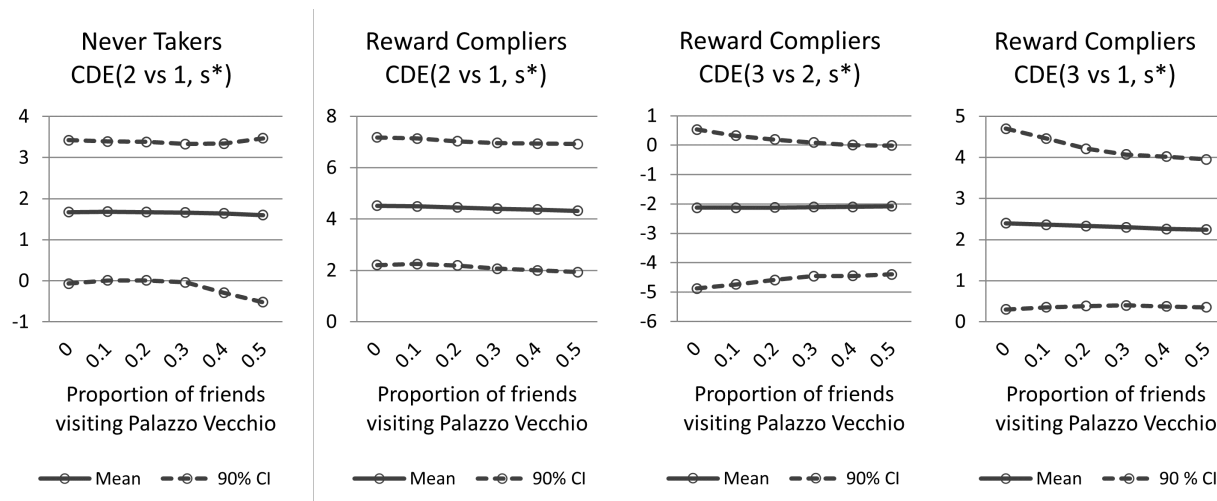 Never Takers
CDE(2 vs 1, s*)
4
3
2
1
0
-1
0
0.1
0.2
0.3
0.4
0.5
Proportion of friends
visiting Palazzo Vecchio
Mean
90% CI
Reward Compliers
CDE(2 vs 1, s*)
8
6
4
2
0
0
0.1
0.2
0.3
0.4
0.5
Proportion of friends
visiting Palazzo Vecchio
Mean
90% CI
Reward Compliers
CDE(3 vs 2, s*)
1
0
-1
-2
-3
-4
-5
-6
0
0.1
0.2
0.3
0.4
0.5
Proportion of friends
visiting Palazzo Vecchio
Mean
90% CI
Reward Compliers
CDE(3 vs 1, s*)
5
4
3
2
1
0
0
0.1
0.2
0.3
0.4
0.5
Proportion of friends
visiting Palazzo Vecchio
Mean
90 % CI